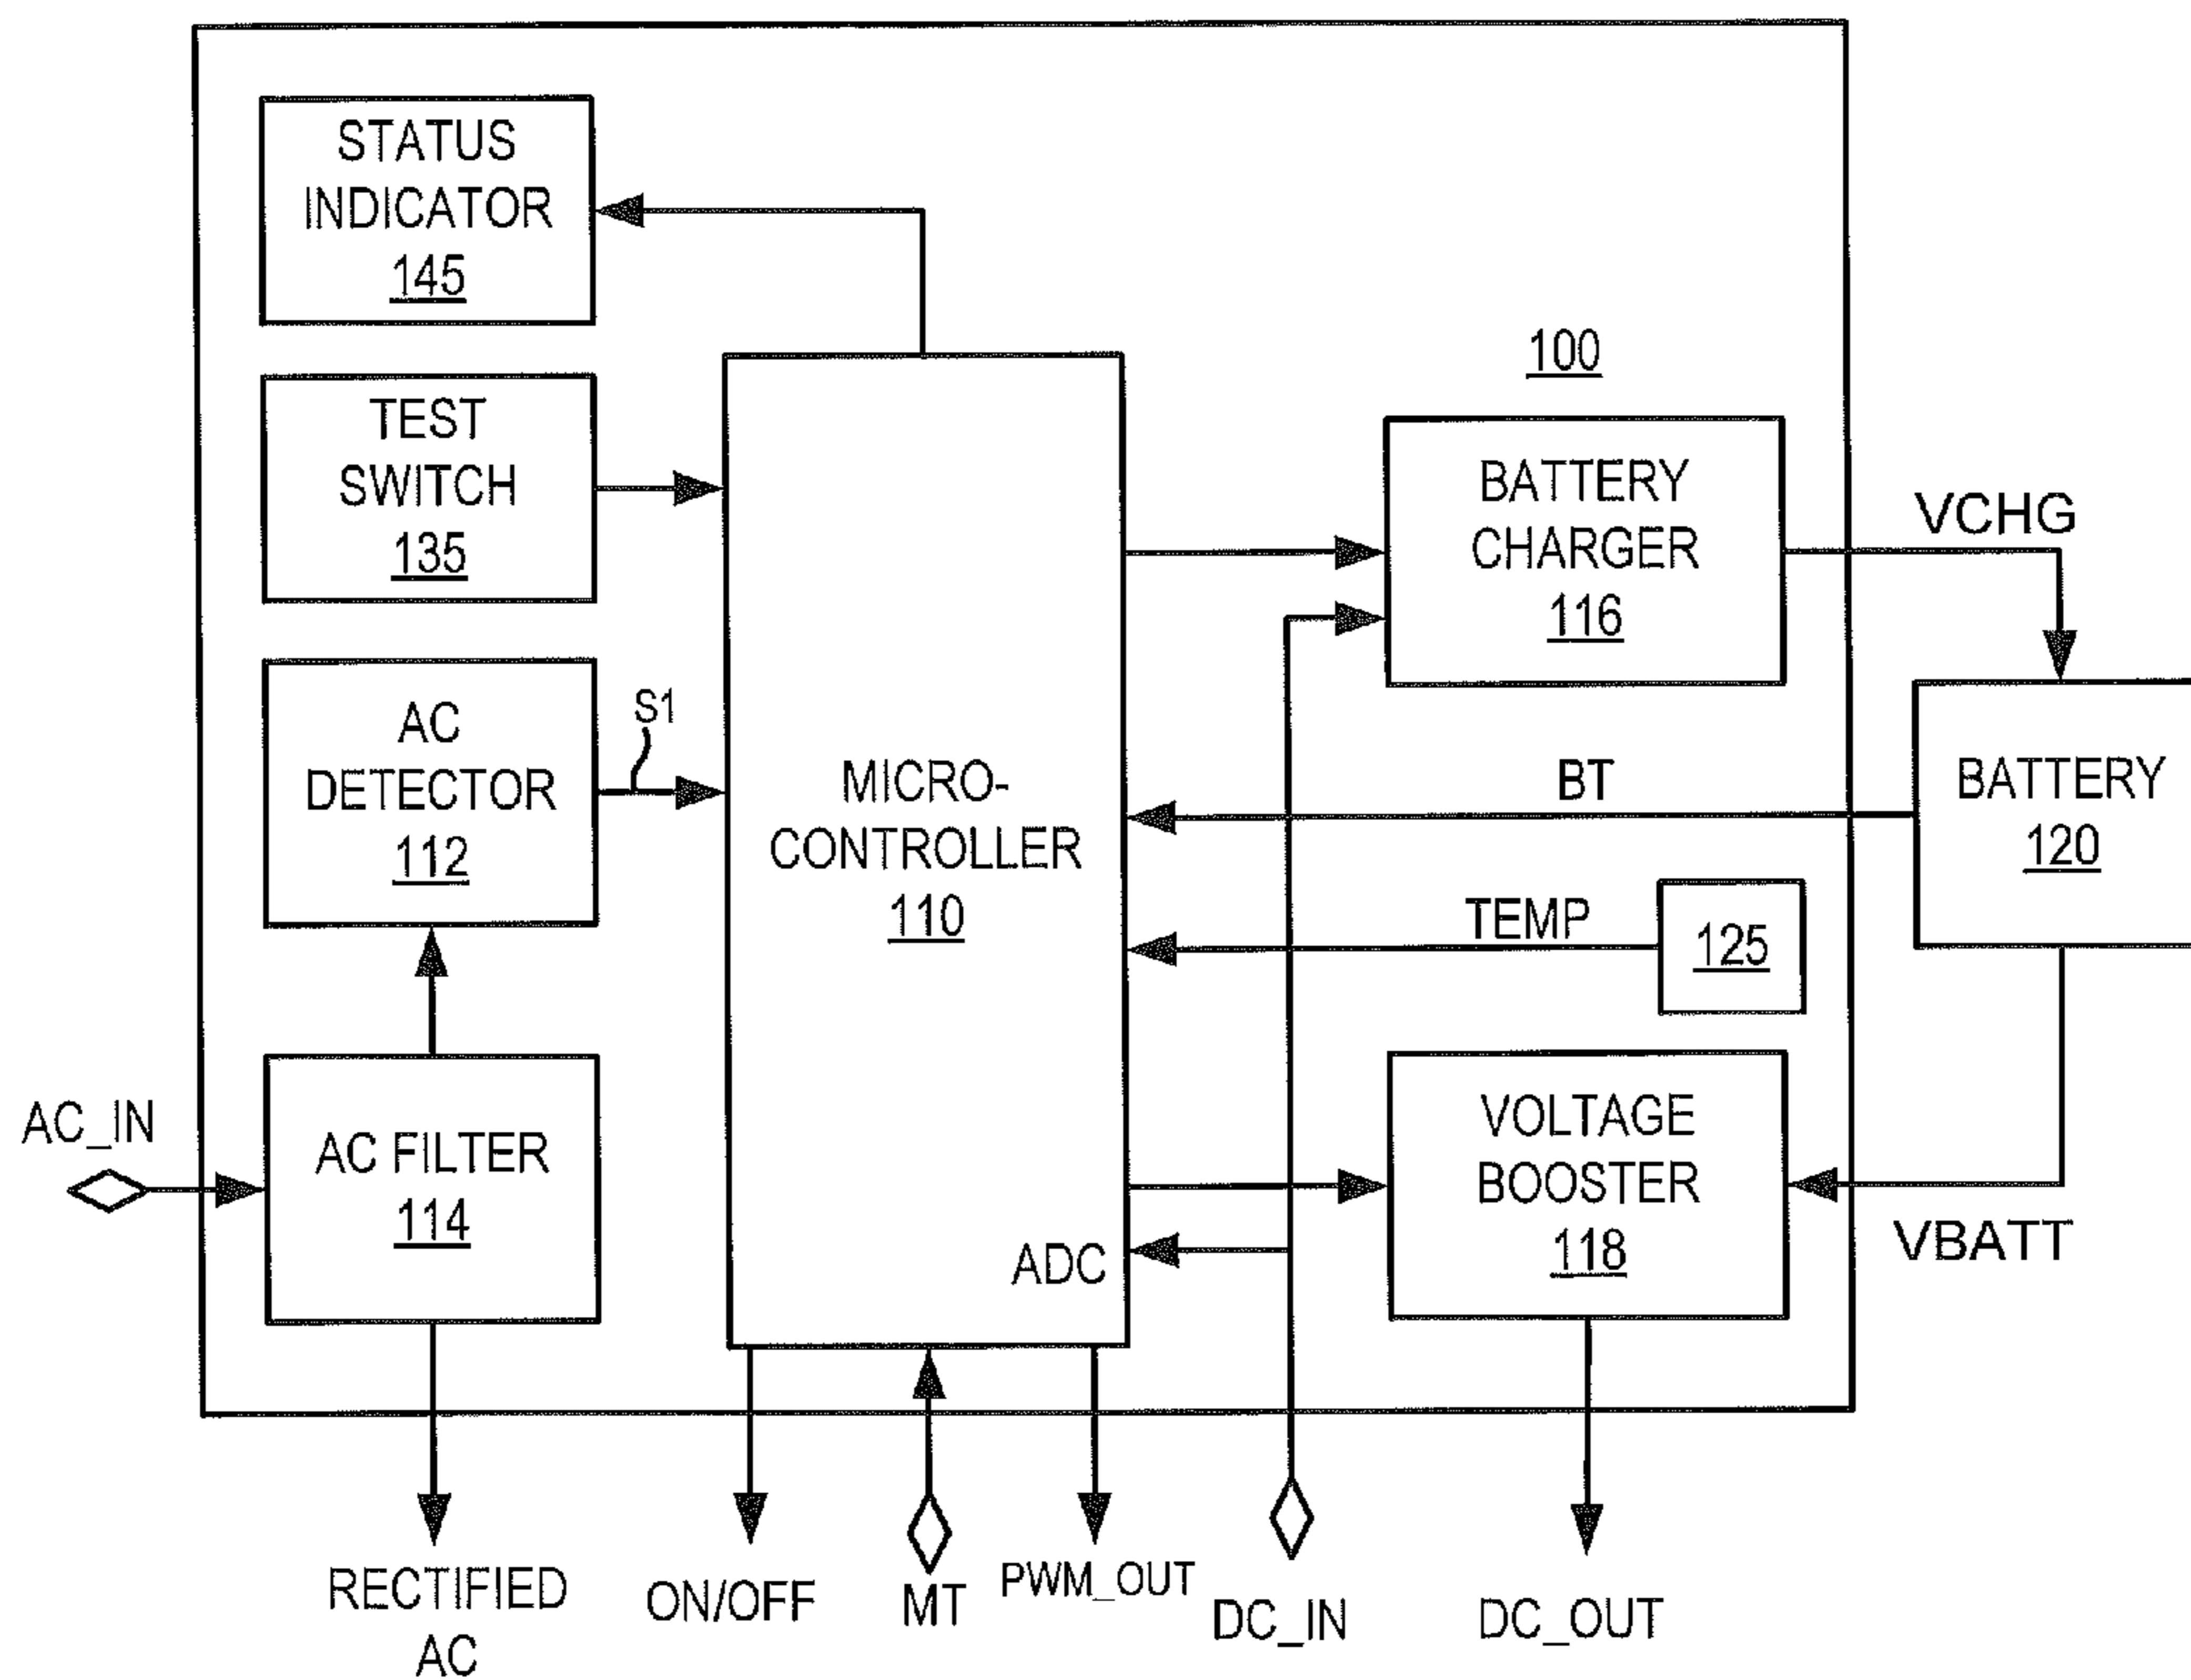 STATUS
INDICATOR
145
100
TEST
SWITCH
135
BATTERY
CHARGER
116
VCHG
AC
DETECTOR
112
S1
MICRO-
CONTROLLER
110
BT
BATTERY
120
TEMP
125
AC_IN
AC FILTER
114
ADC
VOLTAGE
BOOSTER
118
VBATT
RECTIFIED
AC
ON/OFF
MT
PWM_OUT
DC_IN
DC_OUT